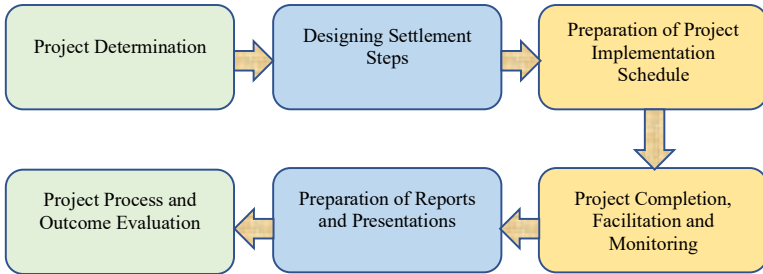 Project Determination
Designing Settlement
Steps
Preparation of Project
Implementation
Schedule
Project Completion,
Facilitation and
Monitoring
Preparation of Reports
and Presentations
Project Process and
Outcome Evaluation